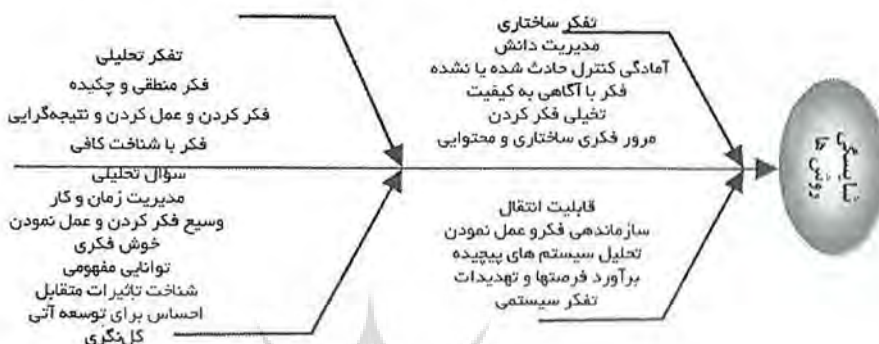 شایستگی
روش ها
تفکر ساختاری
مدیریت دانش
آمادگی کنترل حادث شده یا نشده
فکر با آگاهی به کیفیت
تخیلی فکر کردن
مرور فکری ساختاری و محتوایی
قابلیت انتقال
سازماندهی فکرو عمل نمودن
تحلیل سیستم های پیچیده
برآورد فرصتها و تهدیدات
تفکر سیستمی
تفکر تحلیلی
فکر منطقی و چکیده
فکر کردن و عمل کردن و نتیجه‌گرایی
فکر با شناخت کافی
سؤال تحلیلی
مدیریت زمان و کار
وسیع فکر کردن و عمل نمودن
خوش فکری
توانایی مفهومی
شناخت تاثیرات متقابل
احساس برای توسعه آتی
کل‌نگری